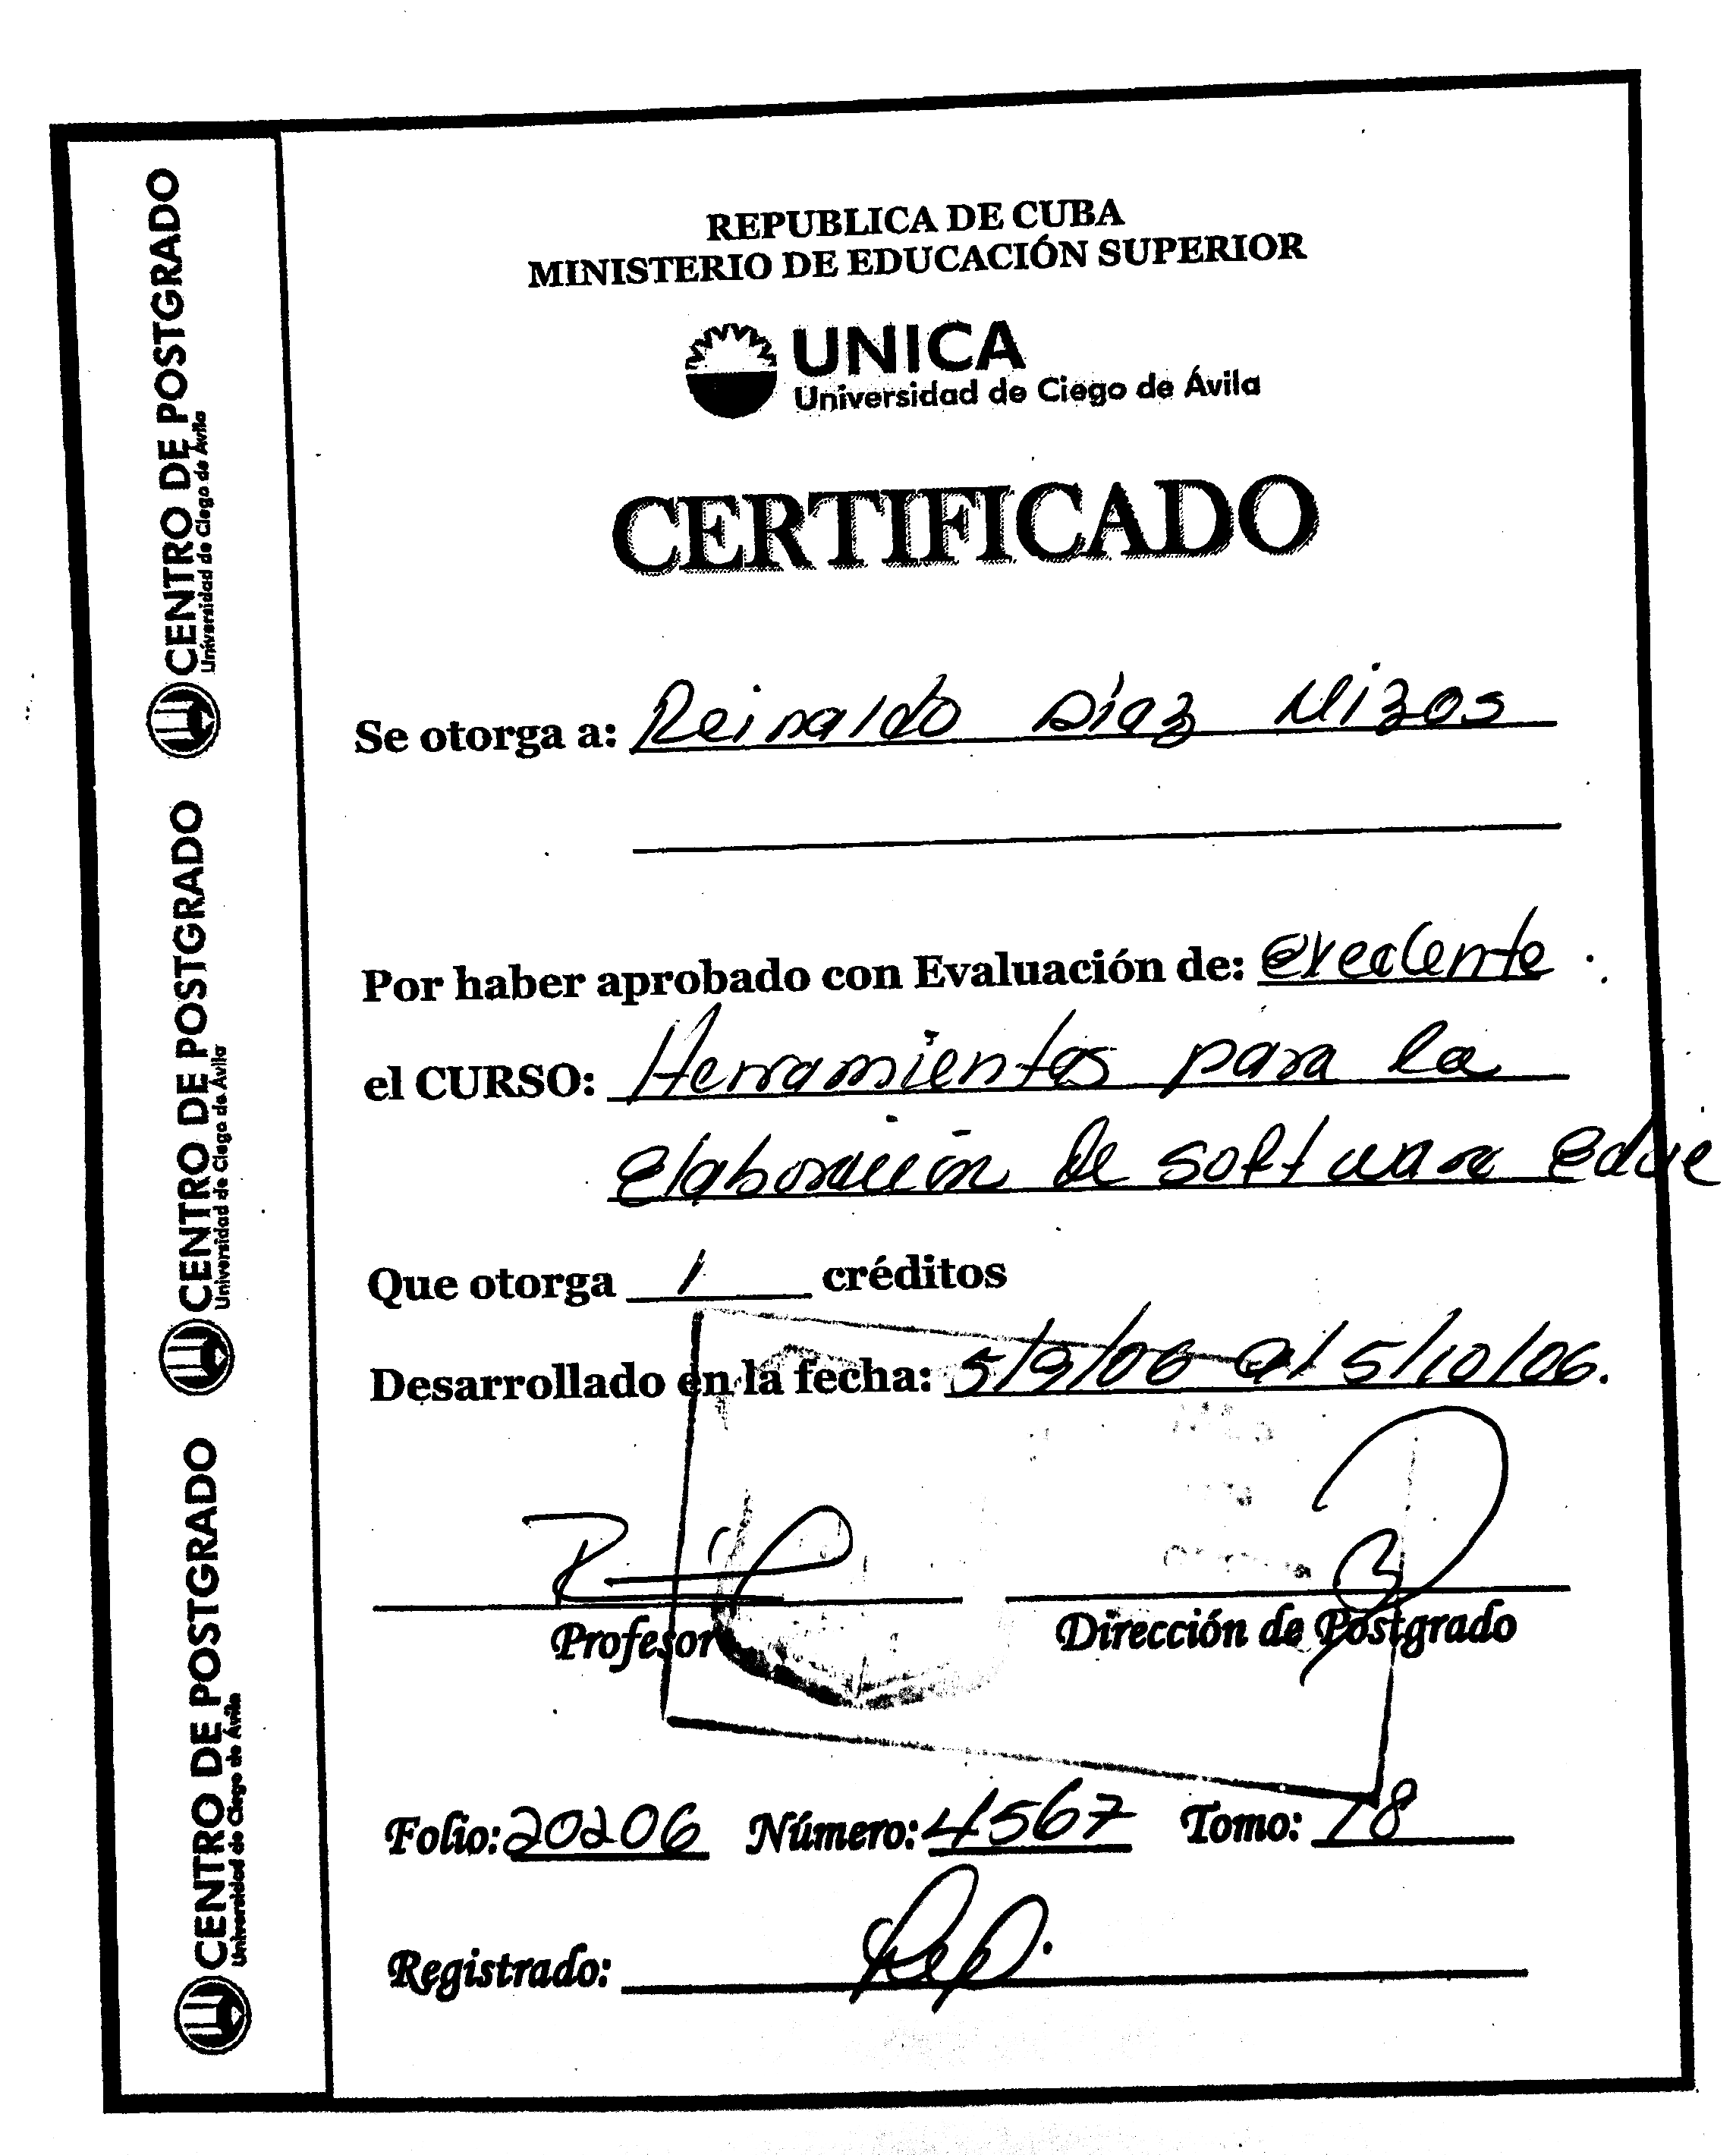 REPUBLICA DE CUBA
MINISTERIO DE EDUCACIÓN SUPERIOR
UNICA
Universidad de Ciego de Ávila
CERTIFICADO
Se otorga a: Reinaldo Díaz
Por haber aprobado con Evaluación de: execlente
el CURSO: Herramientas para la
elaboración de software Educ
Que otorga 1 créditos
Desarrollado en la fecha: 5/9/06 al 5/10/06.
Profesor
Dirección de Postgrado
Folio: 20206 Número: 4567 Tomo: 18
Registrado:
CENTRO DE POSTGRADO
Universidad de Ciego de Ávila
CENTRO DE POSTGRADO
Universidad de Ciego de Ávila
CENTRO DE POSTGRADO
Universidad de Ciego de Ávila